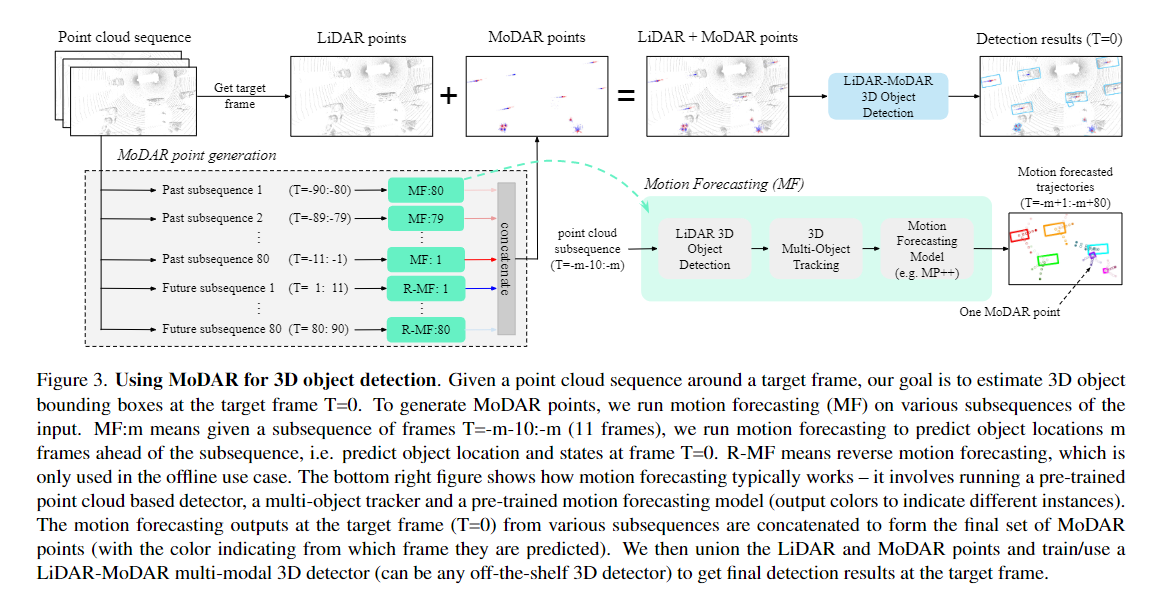 Point cloud sequence
LiDAR points
MoDAR points
LiDAR + MoDAR points
Detection results (T=0)
Get target
frame
+
=
LiDAR-MoDAR
3D Object
Detection
MoDAR point generation
Past subsequence 1 (T=-90:-80) MF:80
Past subsequence 2 (T=-89:-79) MF:79
⋮ ⋮
Past subsequence 80 (T=-11: -1) MF: 1
Future subsequence 1 (T= 1: 11) R-MF: 1
⋮ ⋮
Future subsequence 80 (T= 80: 90) R-MF:80
concatenate
Motion Forecasting (MF)
point cloud
subsequence
(T=-m-10:-m)
LiDAR 3D
Object
Detection
3D
Multi-Object
Tracking
Motion
Forecasting
Model
(e.g. MP++)
Motion forecasted
trajectories
(T=-m+1:-m+80)
One MoDAR point
Figure 3. Using MoDAR for 3D object detection. Given a point cloud sequence around a target frame, our goal is to estimate 3D object
bounding boxes at the target frame T=0. To generate MoDAR points, we run motion forecasting (MF) on various subsequences of the
input. MF:m means given a subsequence of frames T=-m-10:-m (11 frames), we run motion forecasting to predict object locations m
frames ahead of the subsequence, i.e. predict object location and states at frame T=0. R-MF means reverse motion forecasting, which is
only used in the offline use case. The bottom right figure shows how motion forecasting typically works – it involves running a pre-trained
point cloud based detector, a multi-object tracker and a pre-trained motion forecasting model (output colors to indicate different instances).
The motion forecasting outputs at the target frame (T=0) from various subsequences are concatenated to form the final set of MoDAR
points (with the color indicating from which frame they are predicted). We then union the LiDAR and MoDAR points and train/use a
LiDAR-MoDAR multi-modal 3D detector (can be any off-the-shelf 3D detector) to get final detection results at the target frame.